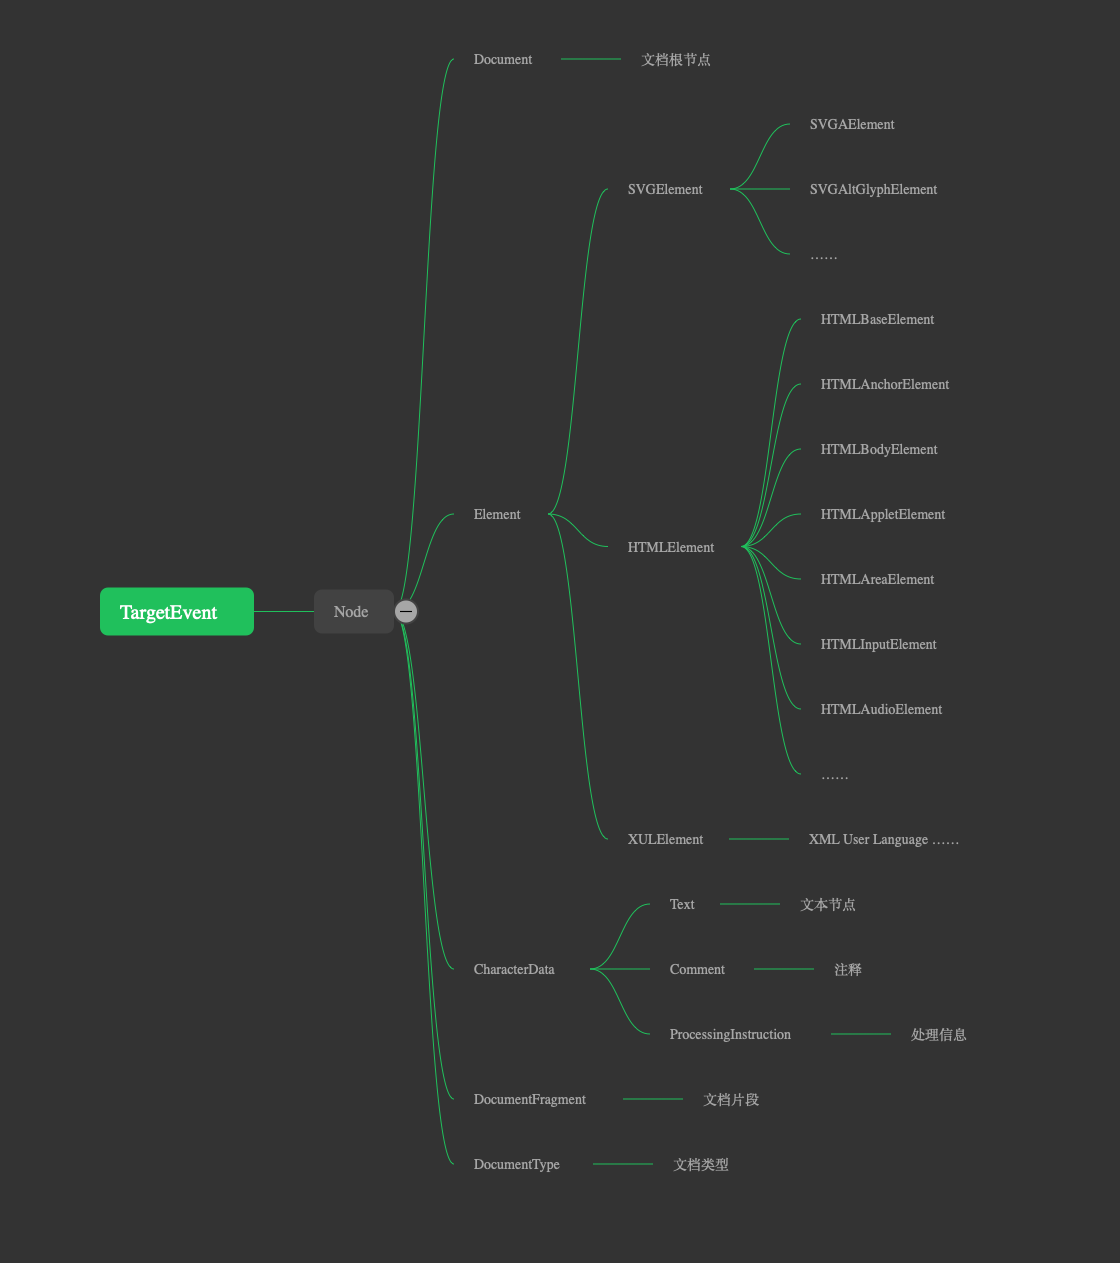 TargetEvent
Node
Document
文档根节点
Element
SVGElement
SVGAElement
SVGAltGlyphElement
……
HTMLElement
HTMLBaseElement
HTMLAnchorElement
HTMLBodyElement
HTMLAppletElement
HTMLAreaElement
HTMLInputElement
HTMLAudioElement
……
XULElement
XML User Language ……
CharacterData
Text
文本节点
Comment
注释
ProcessingInstruction
处理信息
DocumentFragment
文档片段
DocumentType
文档类型